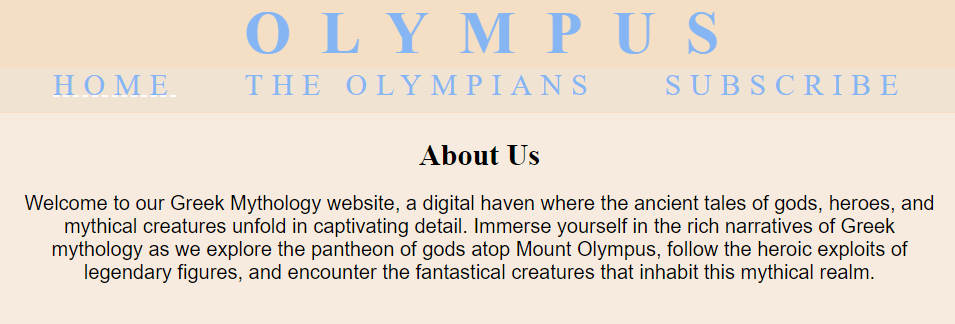 OLYMPUS
HOME THE OLYMPIANS SUBSCRIBE
About Us
Welcome to our Greek Mythology website, a digital haven where the ancient tales of gods, heroes, and
mythical creatures unfold in captivating detail. Immerse yourself in the rich narratives of Greek
mythology as we explore the pantheon of gods atop Mount Olympus, follow the heroic exploits of
legendary figures, and encounter the fantastical creatures that inhabit this mythical realm.